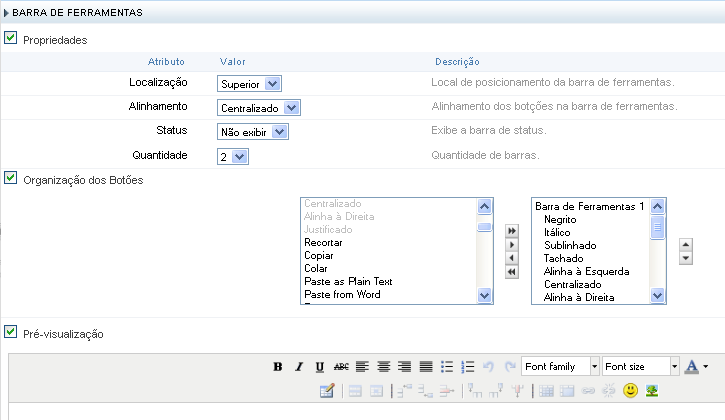 BARRA DE FERRAMENTAS
Propriedades
Atributo Valor Descrição
Localização Superior Local de posicionamento da barra de ferramentas.
Alinhamento Centralizado Alinhamento dos botções na barra de ferramentas.
Status Não exibir Exibe a barra de status.
Quantidade 2 Quantidade de barras.
Organização dos Botões
Centralizado
Alinha à Direita
Justificado
Recortar
Copiar
Colar
Paste as Plain Text
Paste from Word
Barra de Ferramentas 1
Negrito
Itálico
Sublinhado
Tachado
Alinha à Esquerda
Centralizado
Alinha à Direita
Pré-visualização
B I U ABC Font family Font size A